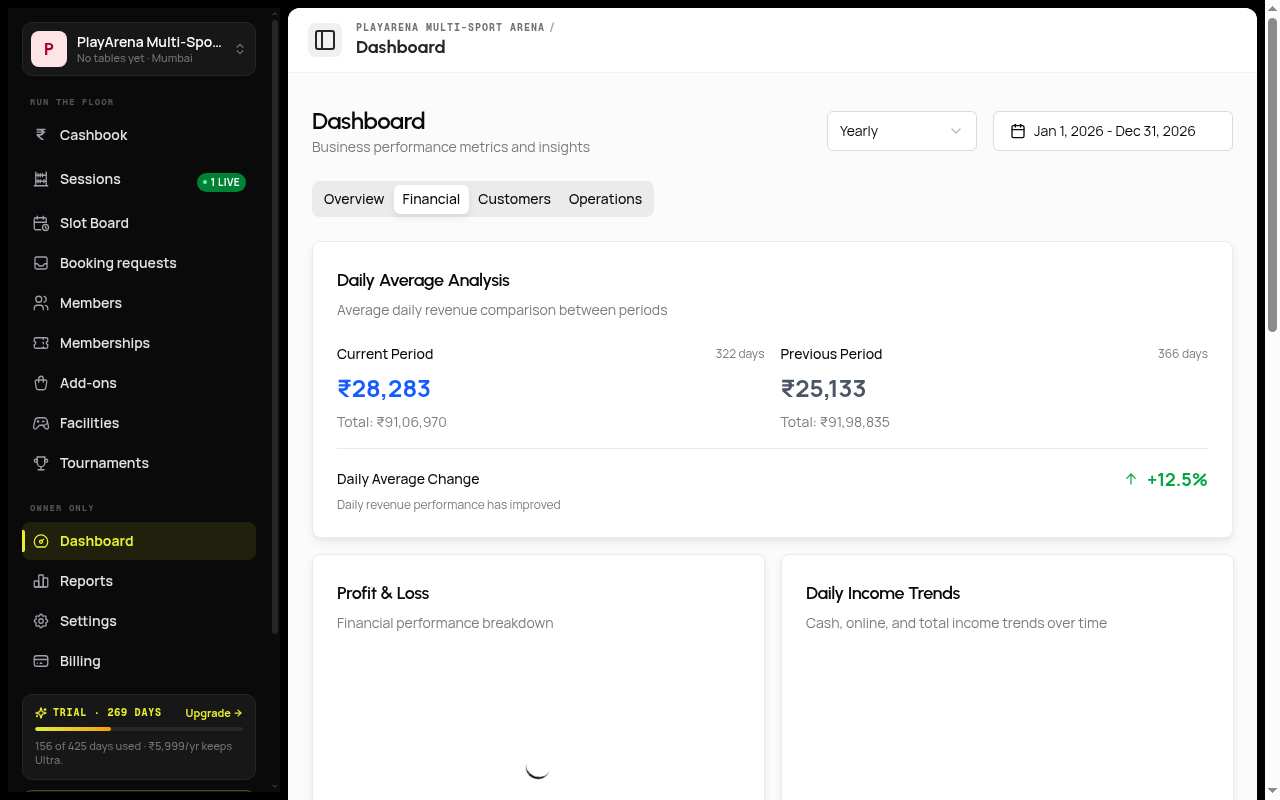 P
PlayArena Multi-Spo...
No tables yet · Mumbai
RUN THE FLOOR
₹ Cashbook
Sessions
• 1 LIVE
Slot Board
Booking requests
Members
Memberships
Add-ons
Facilities
Tournaments
OWNER ONLY
Dashboard
Reports
Settings
Billing
TRIAL · 269 DAYS
Upgrade →
156 of 425 days used · ₹5,999/yr keeps
Ultra.
PLAYARENA MULTI-SPORT ARENA /
Dashboard
Dashboard
Business performance metrics and insights
Yearly
Jan 1, 2026 - Dec 31, 2026
Overview
Financial
Customers
Operations
Daily Average Analysis
Average daily revenue comparison between periods
Current Period
322 days
₹28,283
Total: ₹91,06,970
Previous Period
366 days
₹25,133
Total: ₹91,98,835
Daily Average Change
↑ +12.5%
Daily revenue performance has improved
Profit & Loss
Financial performance breakdown
Daily Income Trends
Cash, online, and total income trends over time